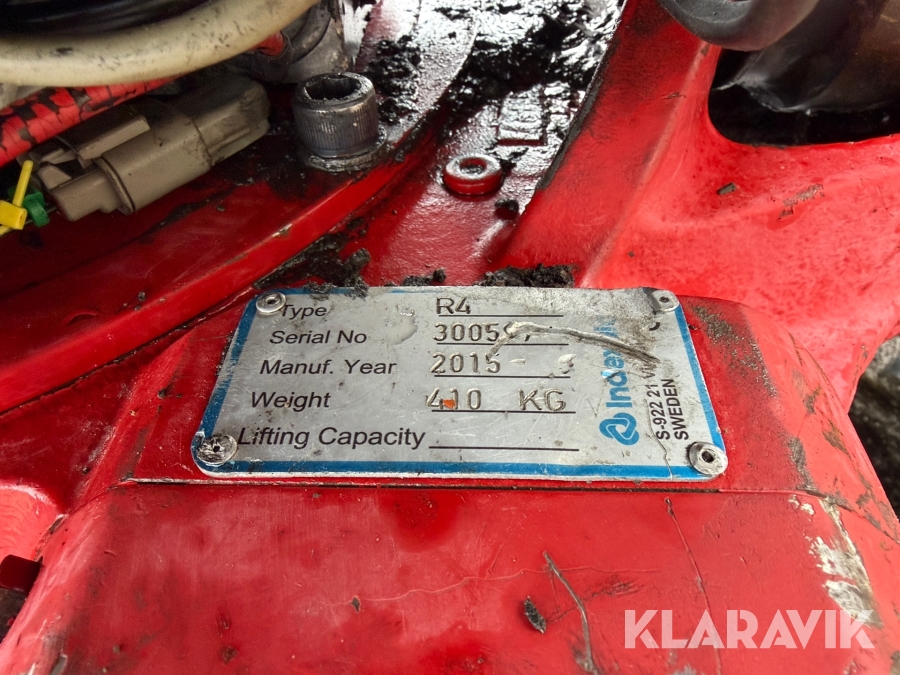 Type R4
Serial No
Manuf. Year 2015
Weight 410 KG
Lifting Capacity
S-922 21
SWEDEN
KLARAVIK